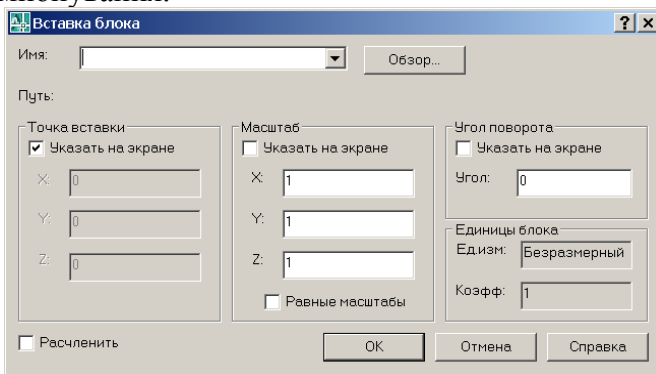 Вставка блока
Имя:
Обзор...
Путь:
Точка вставки
Указать на экране
X: 0
Y: 0
Z: 0
Масштаб
Указать на экране
X: 1
Y: 1
Z: 1
Равные масштабы
Угол поворота
Указать на экране
Угол: 0
Единицы блока
Ед.изм: Безразмерный
Коэфф: 1
Расчленить
OK Отмена Справка